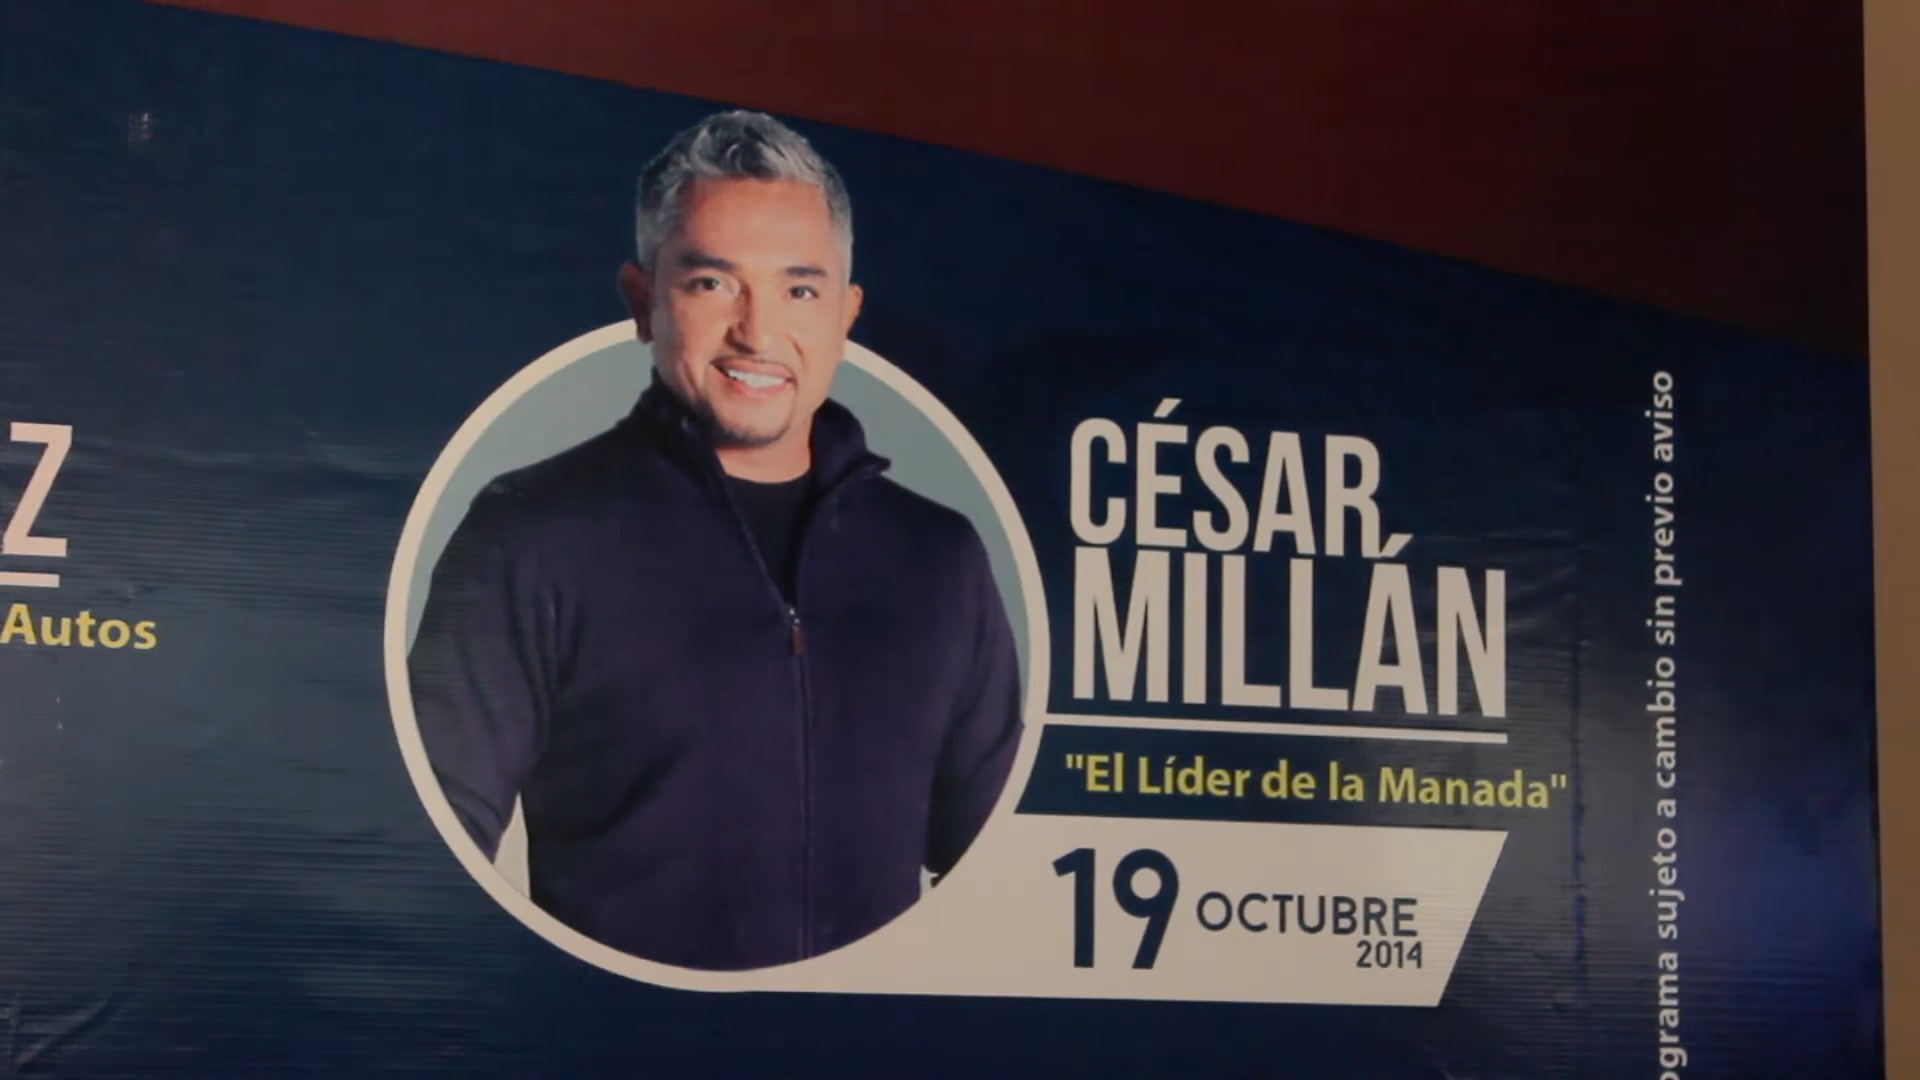 Z
Autos
CÉSAR
MILLÁN
"El Líder de la Manada"
19 OCTUBRE
2014
ograma sujeto a cambio sin previo aviso